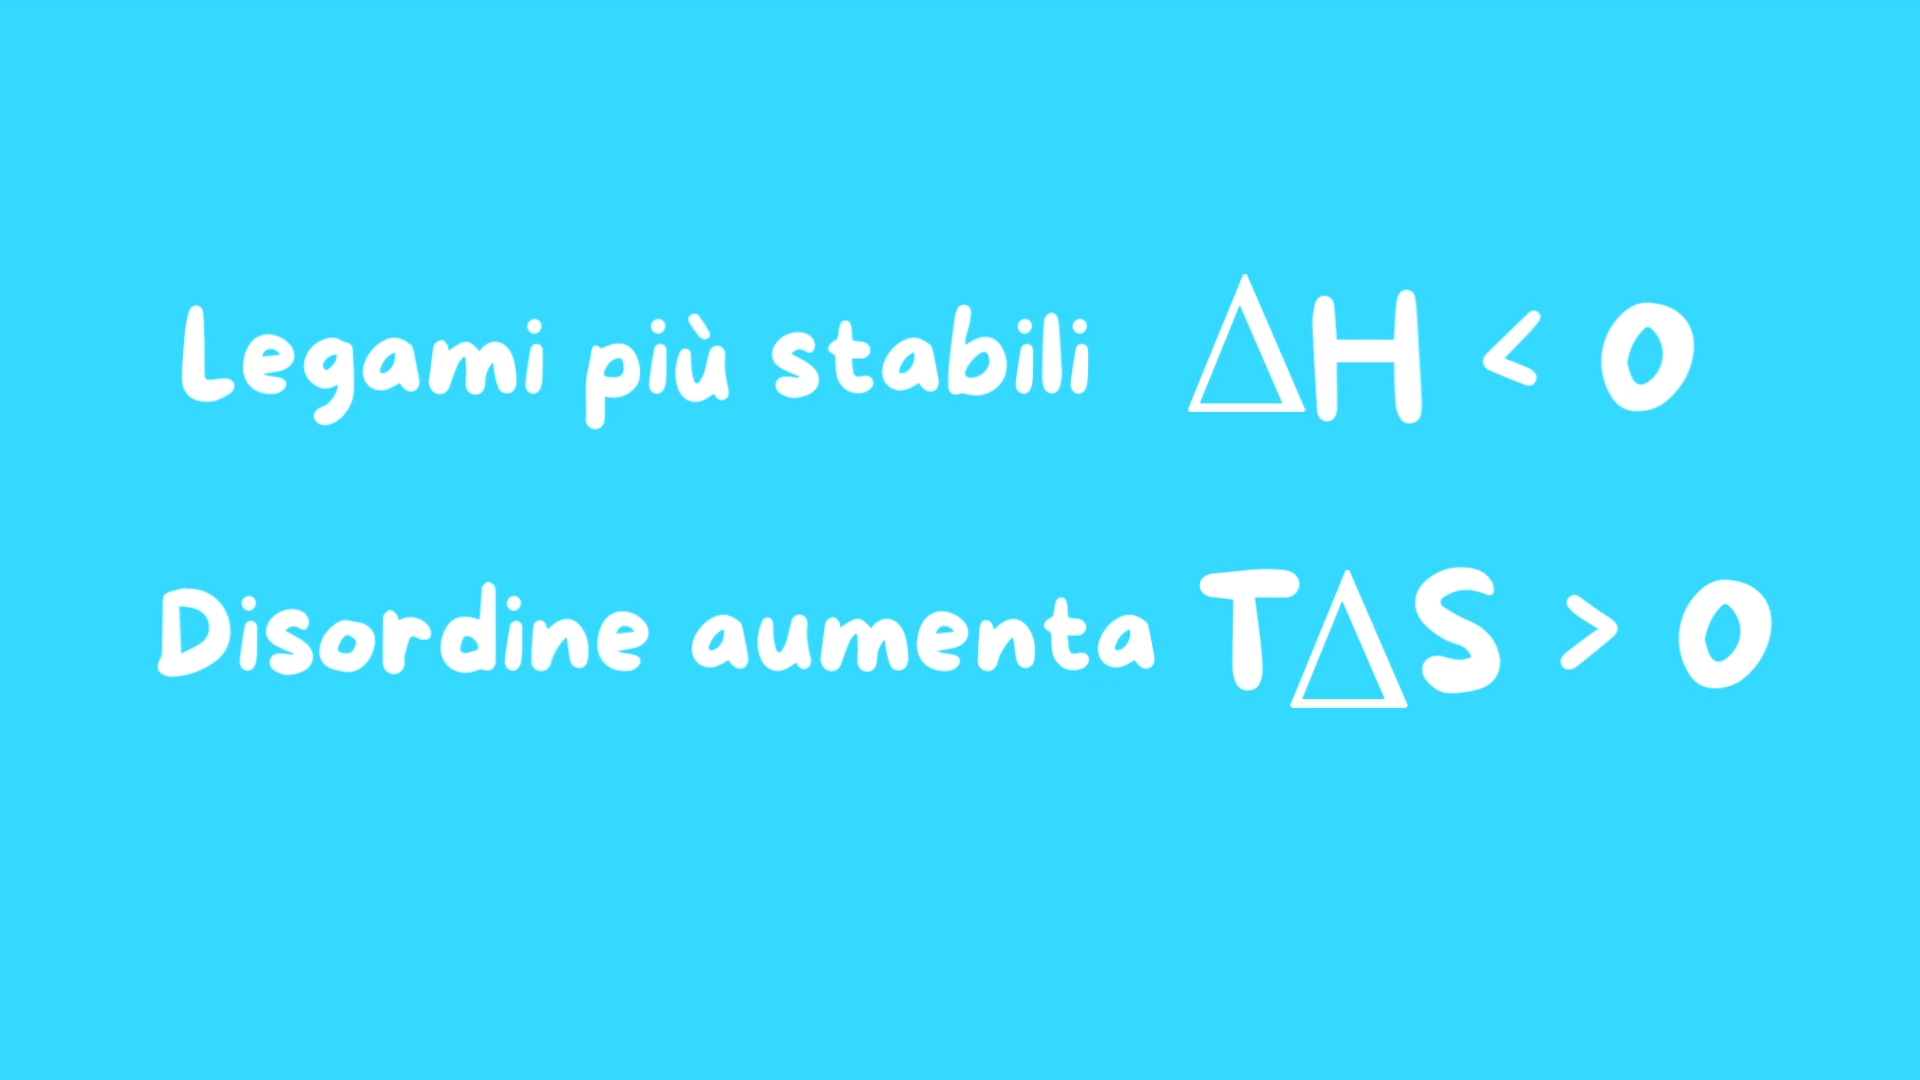 Legami più stabili ΔH < 0
Disordine aumenta TΔS > 0